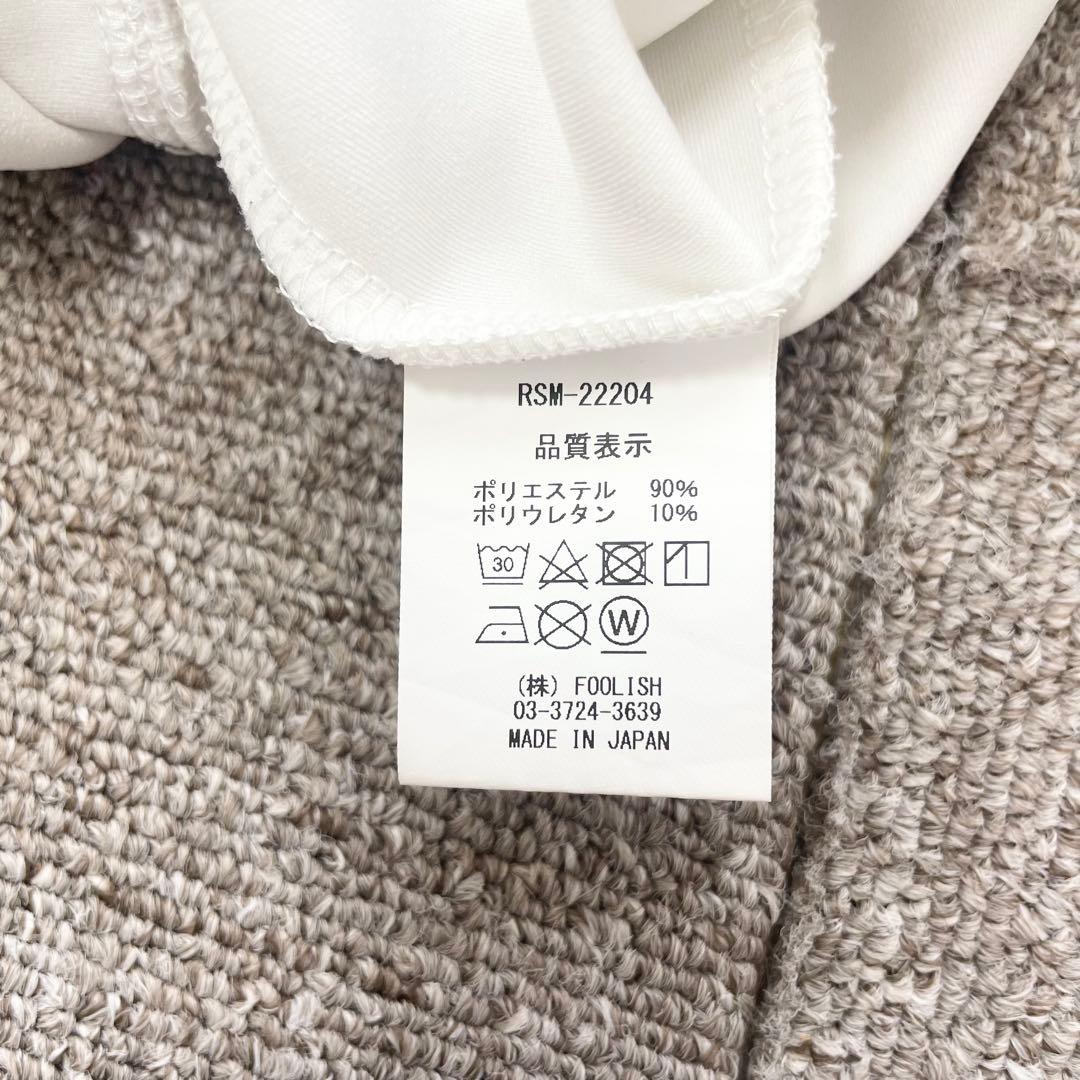 RSM-22204
品質表示
ポリエステル 90%
ポリウレタン 10%
30
W
(株) FOOLISH
03-3724-3639
MADE IN JAPAN